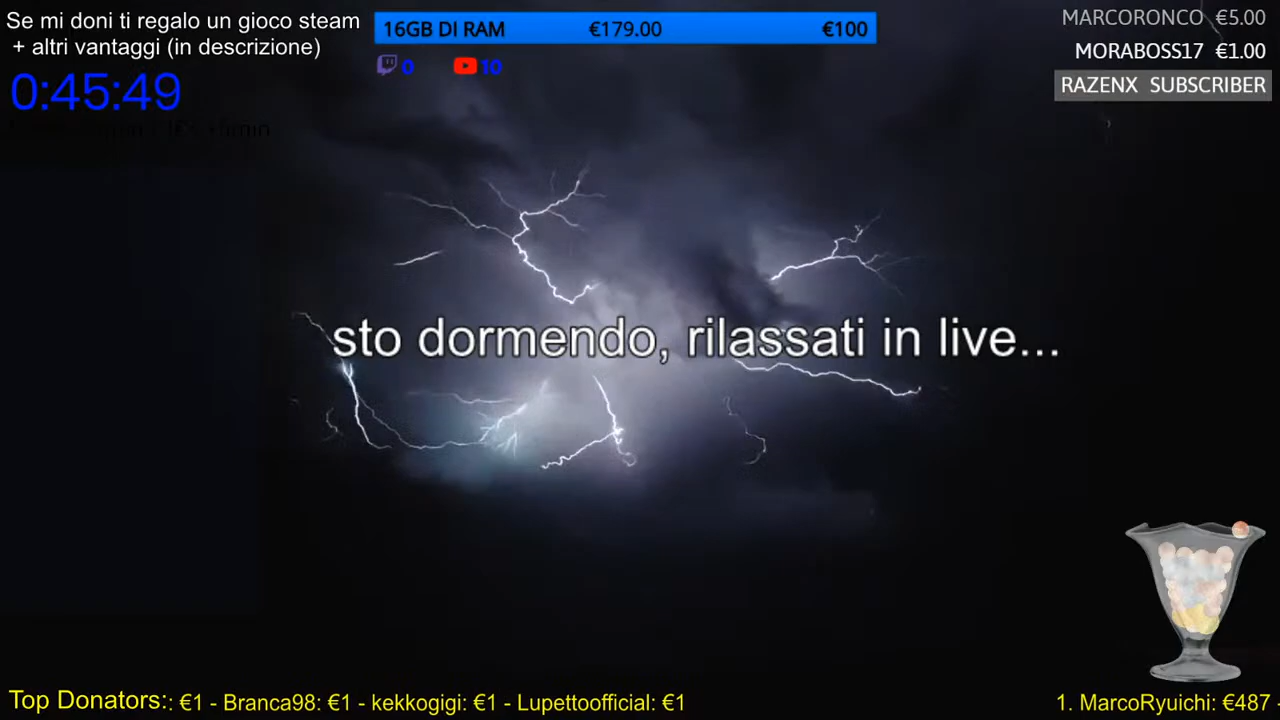 Se mi doni ti regalo un gioco steam
+ altri vantaggi (in descrizione)
0:45:49
16GB DI RAM €179.00 €100
0 10
MARCORONCO €5.00
MORABOSS17 €1.00
RAZENX SUBSCRIBER
sto dormendo, rilassati in live...
Top Donators:: €1 - Branca98: €1 - kekkogigi: €1 - Lupettoofficial: €1
1. MarcoRyuichi: €487